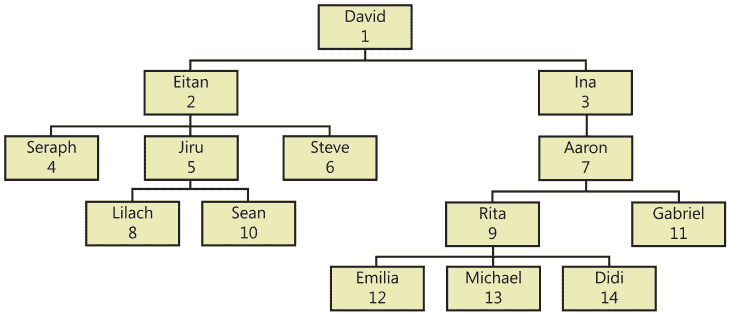 David
1
Eitan
2
Ina
3
Seraph
4
Jiru
5
Steve
6
Aaron
7
Lilach
8
Sean
10
Rita
9
Gabriel
11
Emilia
12
Michael
13
Didi
14